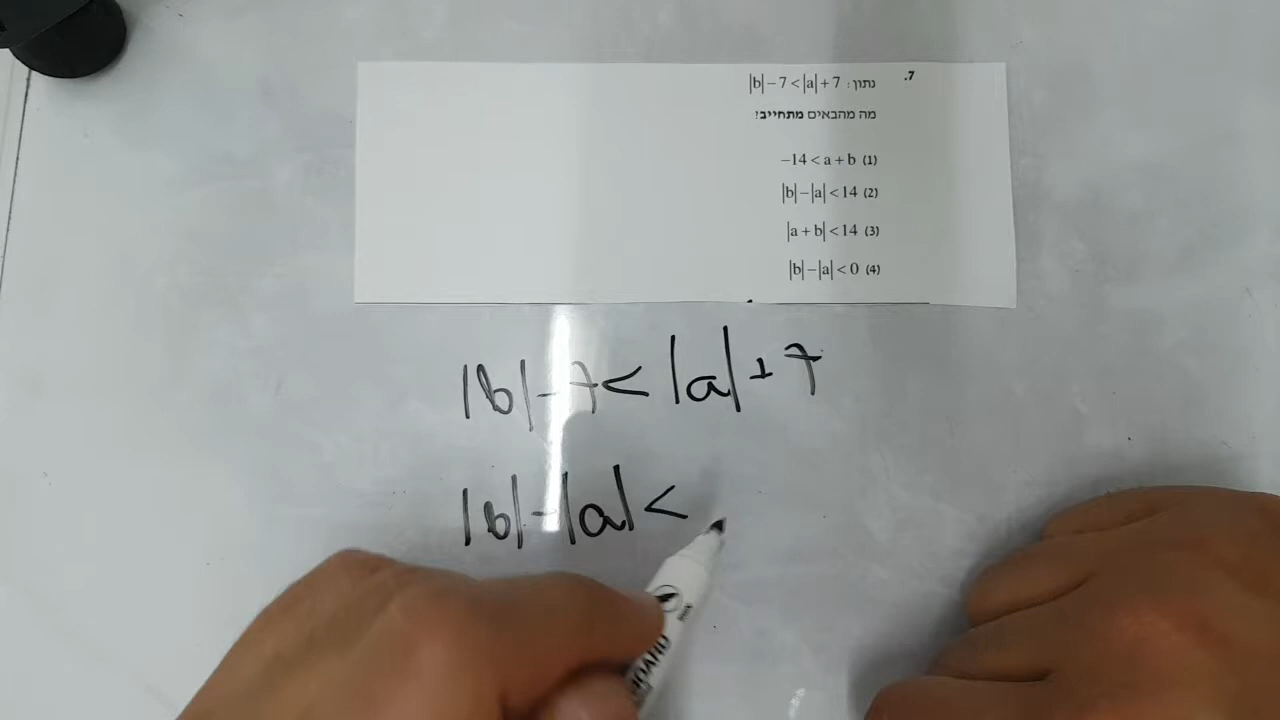 7. נתון: |b|−7<|a|+7
מה מהבאים מתחייב?
(1) −14<a+b
(2) |b|−|a|<14
(3) |a+b|<14
(4) |b|−|a|<0
|b|-7<|a|+7
|b|-|a|<